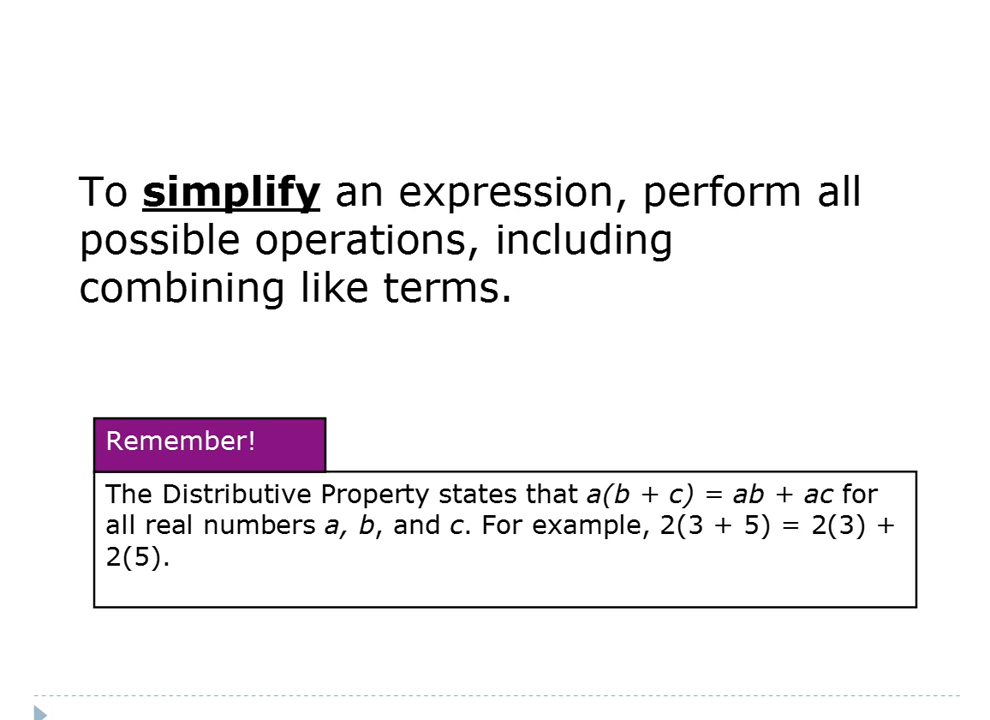 To simplify an expression, perform all
possible operations, including
combining like terms.
Remember!
The Distributive Property states that a(b + c) = ab + ac for
all real numbers a, b, and c. For example, 2(3 + 5) = 2(3) +
2(5).